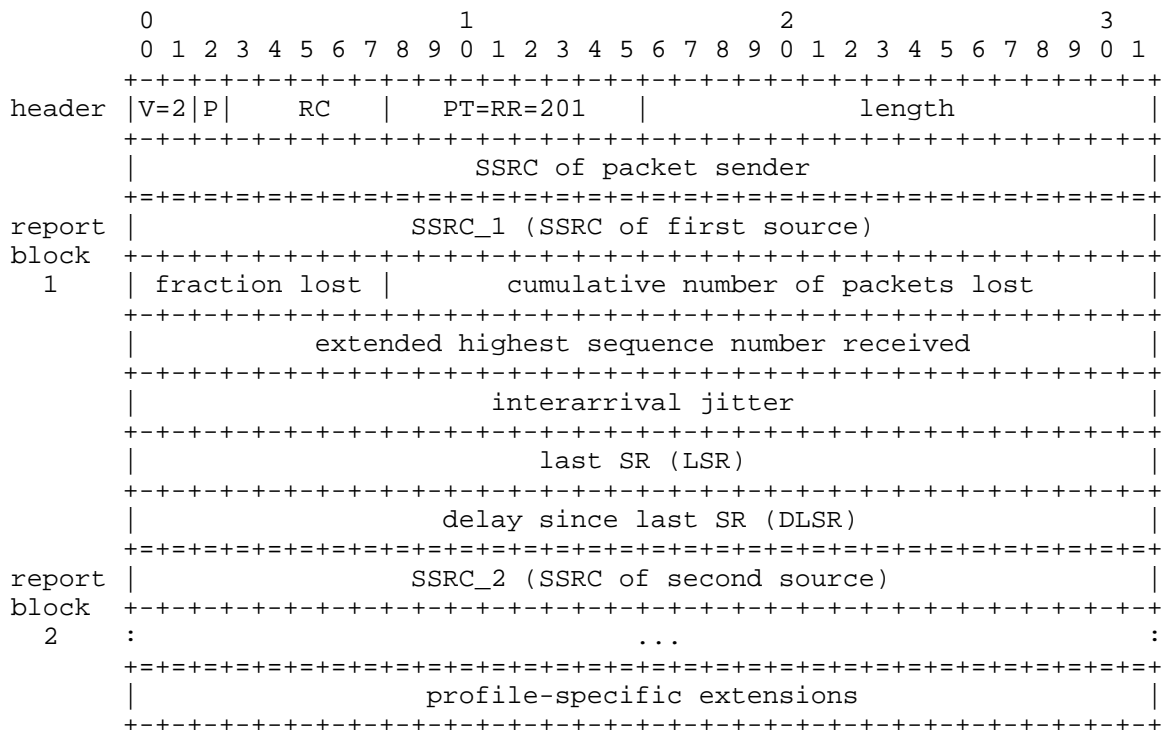 0                   1                   2                   3
        0 1 2 3 4 5 6 7 8 9 0 1 2 3 4 5 6 7 8 9 0 1 2 3 4 5 6 7 8 9 0 1
       +-+-+-+-+-+-+-+-+-+-+-+-+-+-+-+-+-+-+-+-+-+-+-+-+-+-+-+-+-+-+-+-+
header |V=2|P|    RC   |   PT=RR=201   |             length            |
       +-+-+-+-+-+-+-+-+-+-+-+-+-+-+-+-+-+-+-+-+-+-+-+-+-+-+-+-+-+-+-+-+
       |                     SSRC of packet sender                     |
       +=+=+=+=+=+=+=+=+=+=+=+=+=+=+=+=+=+=+=+=+=+=+=+=+=+=+=+=+=+=+=+=+
report |                 SSRC_1 (SSRC of first source)                 |
block  +-+-+-+-+-+-+-+-+-+-+-+-+-+-+-+-+-+-+-+-+-+-+-+-+-+-+-+-+-+-+-+-+
  1    | fraction lost |       cumulative number of packets lost       |
       +-+-+-+-+-+-+-+-+-+-+-+-+-+-+-+-+-+-+-+-+-+-+-+-+-+-+-+-+-+-+-+-+
       |           extended highest sequence number received           |
       +-+-+-+-+-+-+-+-+-+-+-+-+-+-+-+-+-+-+-+-+-+-+-+-+-+-+-+-+-+-+-+-+
       |                      interarrival jitter                      |
       +-+-+-+-+-+-+-+-+-+-+-+-+-+-+-+-+-+-+-+-+-+-+-+-+-+-+-+-+-+-+-+-+
       |                         last SR (LSR)                         |
       +-+-+-+-+-+-+-+-+-+-+-+-+-+-+-+-+-+-+-+-+-+-+-+-+-+-+-+-+-+-+-+-+
       |                   delay since last SR (DLSR)                  |
       +=+=+=+=+=+=+=+=+=+=+=+=+=+=+=+=+=+=+=+=+=+=+=+=+=+=+=+=+=+=+=+=+
report |                 SSRC_2 (SSRC of second source)                |
block  +-+-+-+-+-+-+-+-+-+-+-+-+-+-+-+-+-+-+-+-+-+-+-+-+-+-+-+-+-+-+-+-+
  2    :                               ...                             :
       +=+=+=+=+=+=+=+=+=+=+=+=+=+=+=+=+=+=+=+=+=+=+=+=+=+=+=+=+=+=+=+=+
       |                  profile-specific extensions                  |
       +-+-+-+-+-+-+-+-+-+-+-+-+-+-+-+-+-+-+-+-+-+-+-+-+-+-+-+-+-+-+-+-+